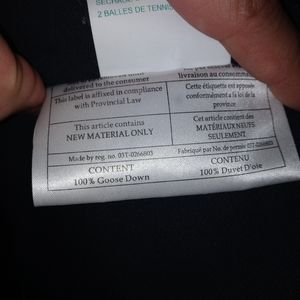 SÉCHAGE
2 BALLES DE TENNIS
delivered to the consumer
This label is affixed in compliance
with Provincial Law
This article contains
NEW MATERIAL ONLY
Made by reg. no. 03T-0266803
CONTENT
100% Goose Down
livraison au consommateur
Cette étiquette est apposée
conformément a la loi de la
province
Cet article contient des
MATÉRIAUX NEUFS
SEULEMENT.
Fabriqué par No. de permis 03T-0266803
CONTENU
100% Duvet D'oie